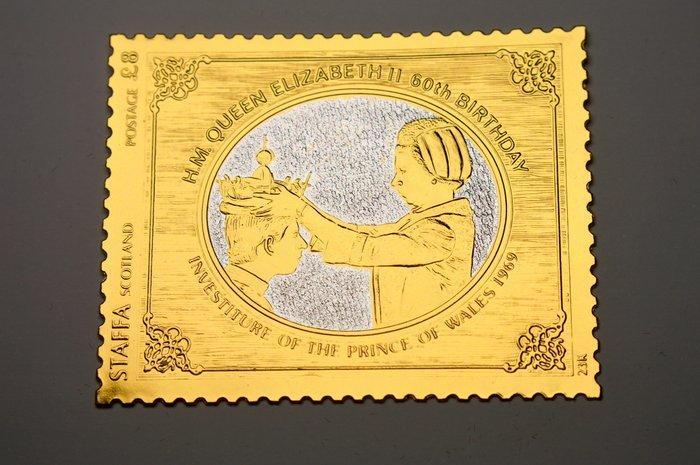 POSTAGE £8
H.M. QUEEN ELIZABETH II 60th BIRTHDAY
INVESTITURE OF THE PRINCE OF WALES 1969
STAFFA SCOTLAND
23k